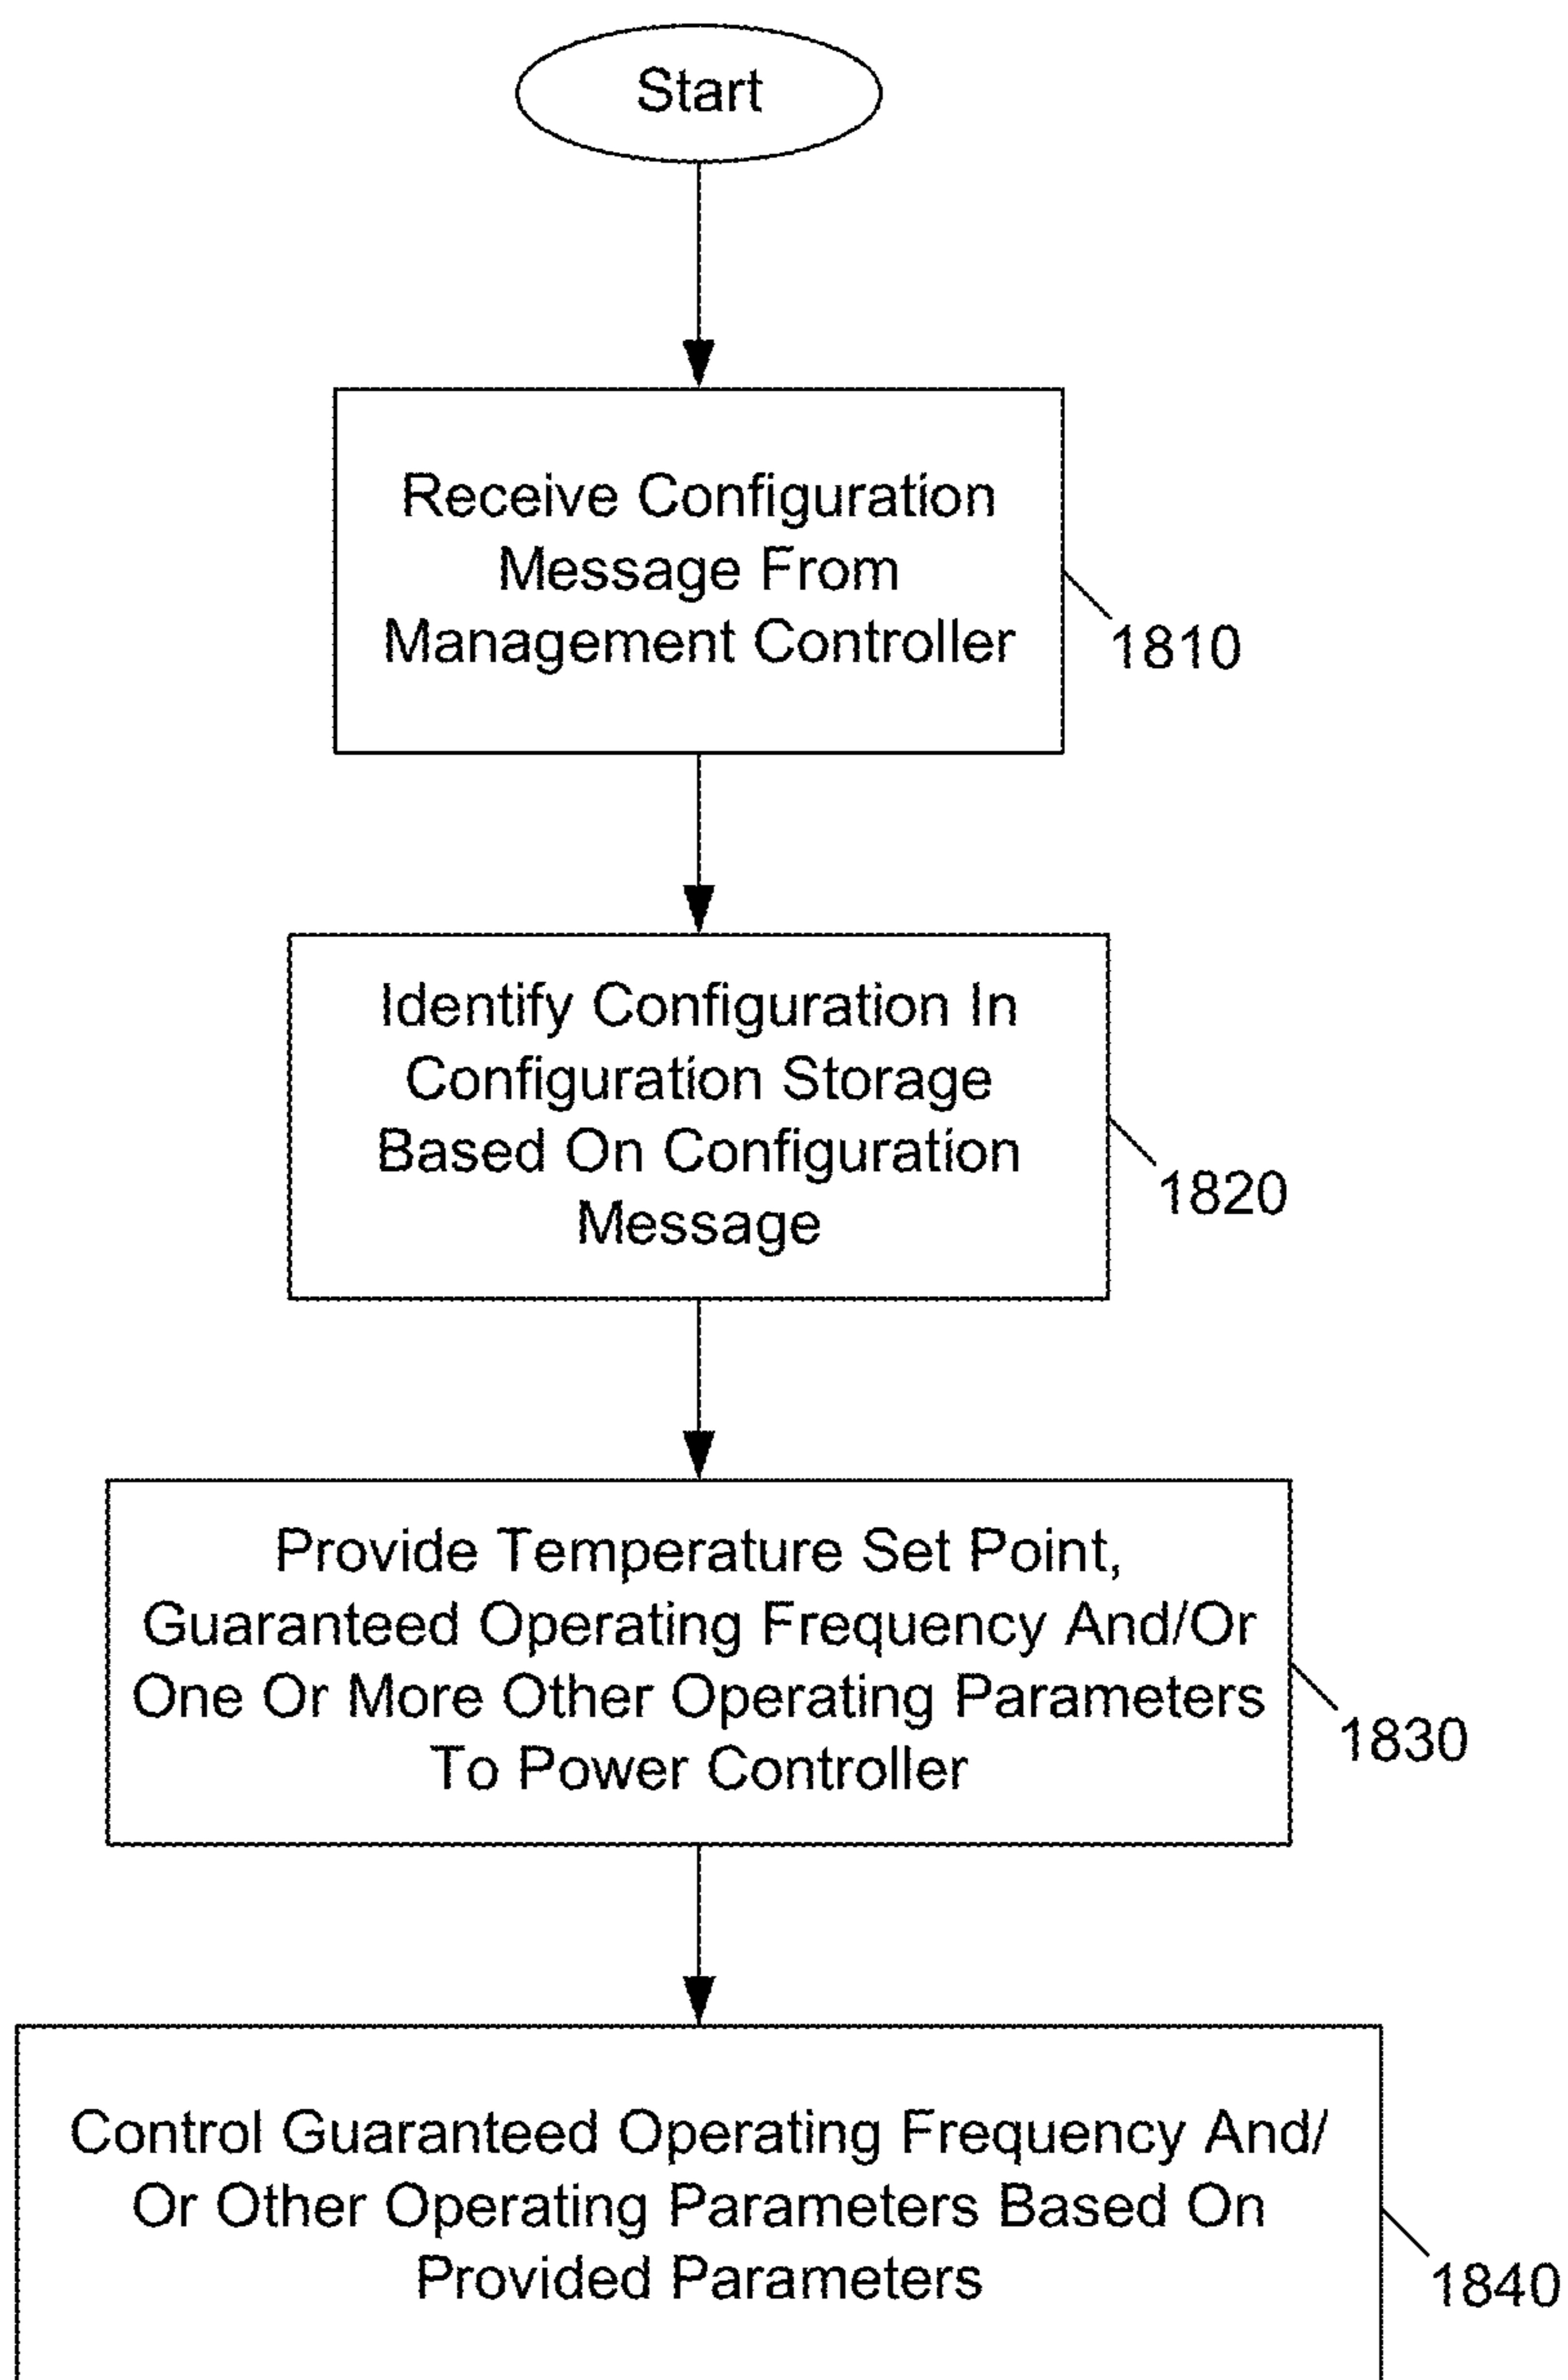 Start
Receive Configuration
Message From
Management Controller
1810
Identify Configuration In
Configuration Storage
Based On Configuration
Message
1820
Provide Temperature Set Point,
Guaranteed Operating Frequency And/Or
One Or More Other Operating Parameters
To Power Controller
1830
Control Guaranteed Operating Frequency And/
Or Other Operating Parameters Based On
Provided Parameters
1840